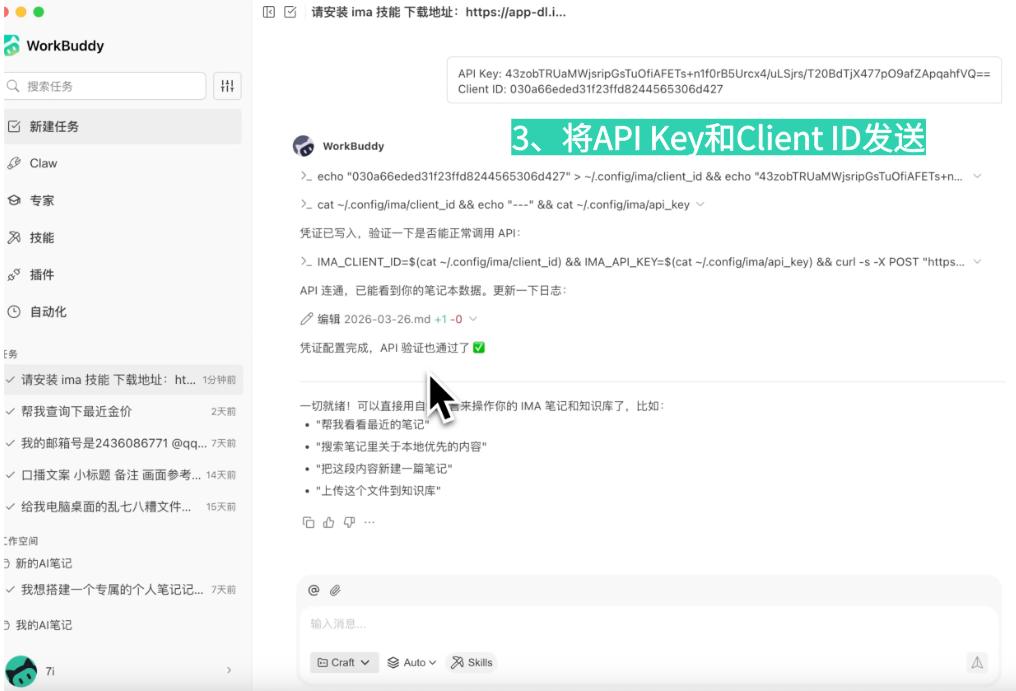 请安装 ima 技能 下载地址：https://app-dl.i...
WorkBuddy
搜索任务
新建任务
Claw
专家
技能
插件
自动化
任务
请安装 ima 技能 下载地址：ht... 1分钟前
帮我查询下最近金价 2天前
我的邮箱号是2436086771 @qq... 7天前
口播文案 小标题 备注 画面参考... 14天前
给我电脑桌面的乱七八糟文件... 15天前
工作空间
新的AI笔记
我想搭建一个专属的个人笔记记... 7天前
我的AI笔记
7i
API Key: 43zobTRUaMWjsripGsTuOfiAFETs+n1f0rB5Urcx4/uLSjrs/T20BdTjX477pO9afZApqahfVQ==
Client ID: 030a66eded31f23ffd8244565306d427
3、将API Key和Client ID发送
WorkBuddy
>_ echo "030a66eded31f23ffd8244565306d427" > ~/.config/ima/client_id && echo "43zobTRUaMWjsripGsTuOfiAFETs+n...
>_ cat ~/.config/ima/client_id && echo "---" && cat ~/.config/ima/api_key
凭证已写入，验证一下是否能正常调用 API：
>_ IMA_CLIENT_ID=$(cat ~/.config/ima/client_id) && IMA_API_KEY=$(cat ~/.config/ima/api_key) && curl -s -X POST "https...
API 连通，已能看到你的笔记本数据。更新一下日志：
编辑 2026-03-26.md +1 -0
凭证配置完成，API 验证也通过了 ✅
一切就绪！可以直接用自 来操作你的 IMA 笔记和知识库了，比如：
• "帮我看看最近的笔记"
• "搜索笔记里关于本地优先的内容"
• "把这段内容新建一篇笔记"
• "上传这个文件到知识库"
输入消息...
Craft
Auto
Skills